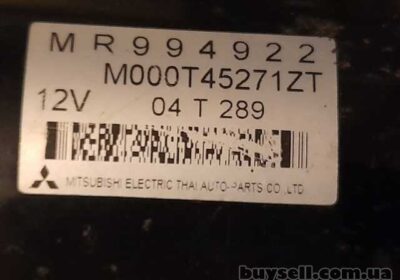 MR994922
M000T45271ZT
12V 04 T 289
MITSUBISHI ELECTRIC THAI AUTO-PARTS CO.,LTD
buysell.com.ua